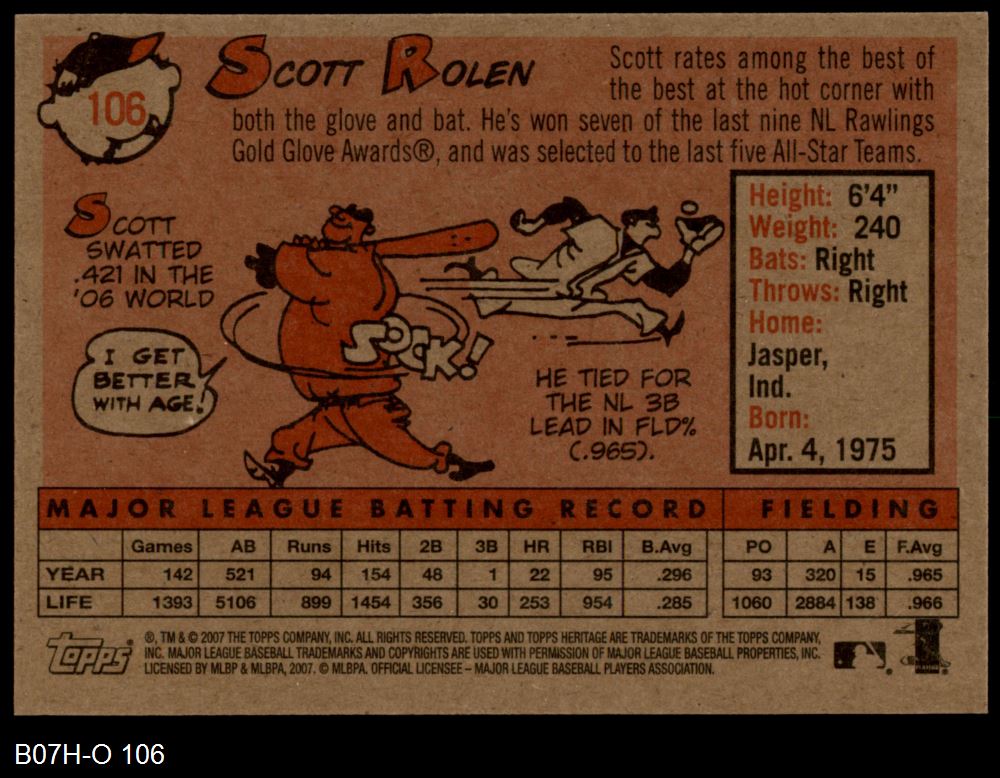 106
SCOTT ROLEN
Scott rates among the best of
the best at the hot corner with
both the glove and bat. He's won seven of the last nine NL Rawlings
Gold Glove Awards®, and was selected to the last five All-Star Teams.
SCOTT
SWATTED
.421 IN THE
'06 WORLD
I GET
BETTER
WITH AGE!
SOCK!
HE TIED FOR
THE NL 3B
LEAD IN FLD%
(.965).
Height: 6'4"
Weight: 240
Bats: Right
Throws: Right
Home:
Jasper,
Ind.
Born:
Apr. 4, 1975
MAJOR LEAGUE BATTING RECORD FIELDING
Games AB Runs Hits 2B 3B HR RBI B.Avg PO A E F.Avg
YEAR 142 521 94 154 48 1 22 95 .296 93 320 15 .965
LIFE 1393 5106 899 1454 356 30 253 954 .285 1060 2884 138 .966
Topps
®, TM & © 2007 THE TOPPS COMPANY, INC. ALL RIGHTS RESERVED. TOPPS AND TOPPS HERITAGE ARE TRADEMARKS OF THE TOPPS COMPANY,
INC. MAJOR LEAGUE BASEBALL TRADEMARKS AND COPYRIGHTS ARE USED WITH PERMISSION OF MAJOR LEAGUE BASEBALL PROPERTIES, INC.
LICENSED BY MLBP & MLBPA, 2007. © MLBPA. OFFICIAL LICENSEE – MAJOR LEAGUE BASEBALL PLAYERS ASSOCIATION.
B07H-O 106